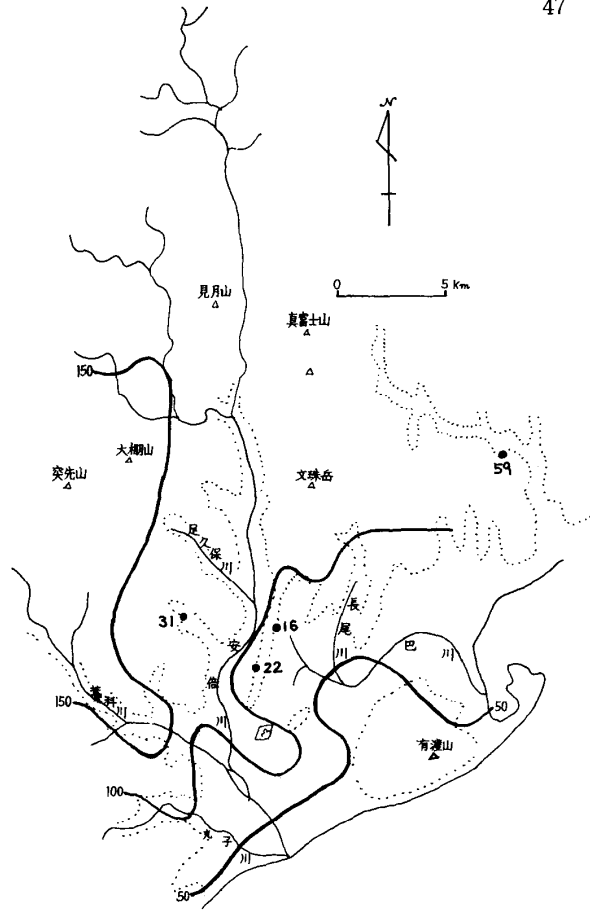 47
N
0 5 km
見月山
真富士山
150
大棚山
突先山
文珠岳
59
足久保川
31
16
長尾川
安倍川
22
巴川
藁科川
150
50
有渡山
100
丸子川
50